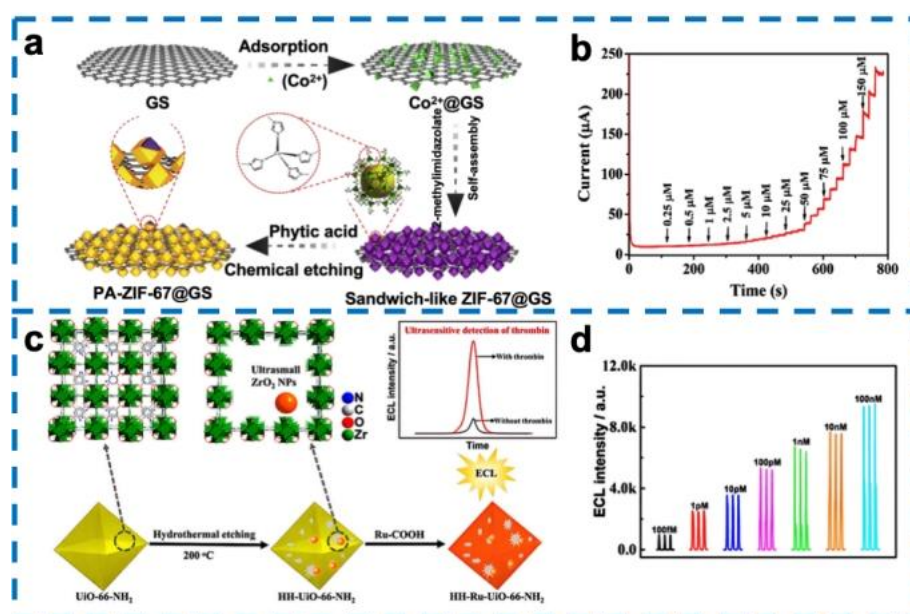 a
Adsorption
(Co²⁺)
GS
Co²⁺@GS
2-methylimidazolate
Self-assembly
Phytic acid
Chemical etching
PA-ZIF-67@GS
Sandwich-like ZIF-67@GS
b
250
200
150
100
50
0
Current (µA)
0.25 µM
0.5 µM
1 µM
2.5 µM
5 µM
10 µM
25 µM
50 µM
75 µM
100 µM
150 µM
0
200
400
600
800
Time (s)
c
Ultrasmall
ZrO₂ NPs
N
C
O
Zr
Ultrasensitive detection of thrombin
ECL intensity / a.u.
With thrombin
Without thrombin
Time
ECL
Hydrothermal etching
200 °C
Ru-COOH
UiO-66-NH₂
HH-UiO-66-NH₂
HH-Ru-UiO-66-NH₂
d
12.0k
8.0k
4.0k
0.0
ECL intensity / a.u.
100fM
1pM
10pM
100pM
1nM
10nM
100nM